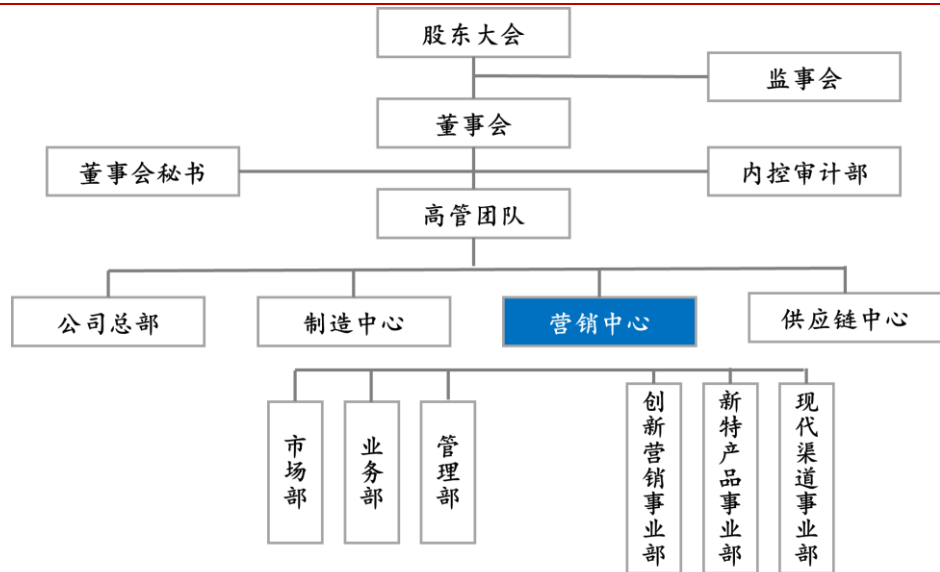 股东大会
监事会
董事会
董事会秘书
内控审计部
高管团队
公司总部
制造中心
营销中心
供应链中心
市场部
业务部
管理部
创新营销事业部
新特产品事业部
现代渠道事业部